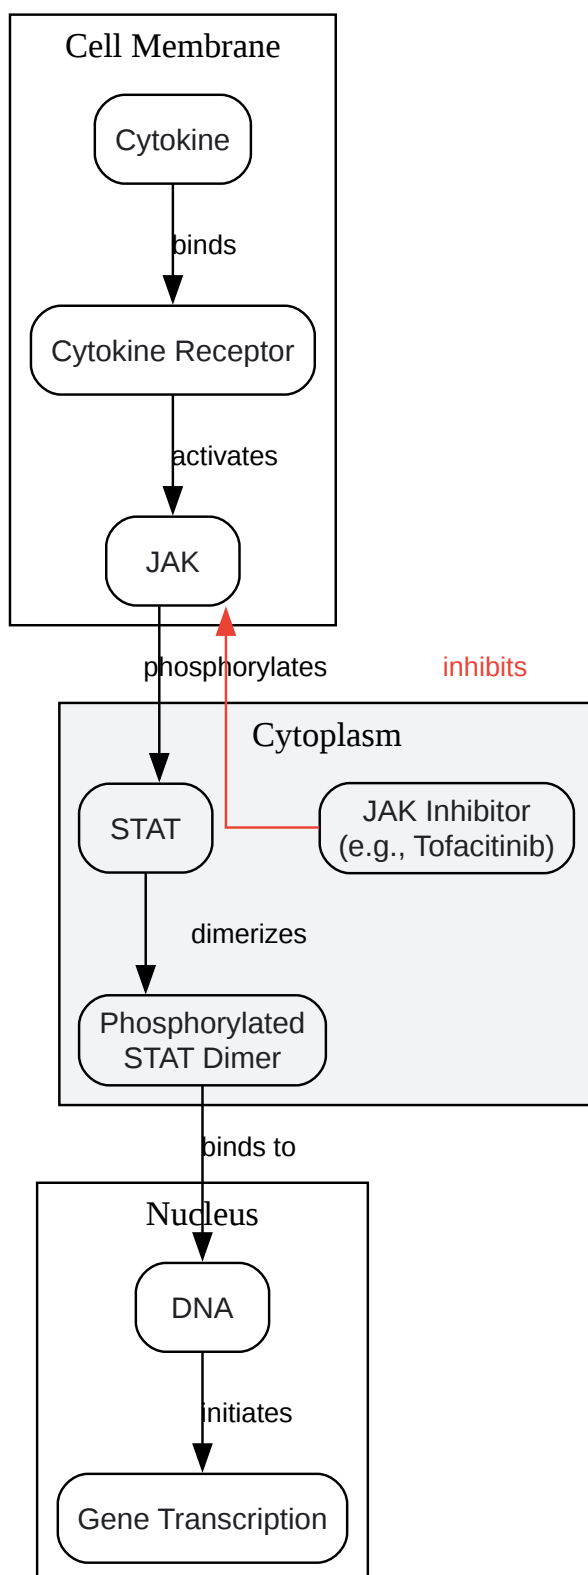 Cell Membrane
Cytokine
binds
Cytokine Receptor
activates
JAK
phosphorylates
inhibits
Cytoplasm
STAT
JAK Inhibitor
(e.g., Tofacitinib)
dimerizes
Phosphorylated
STAT Dimer
binds to
Nucleus
DNA
initiates
Gene Transcription